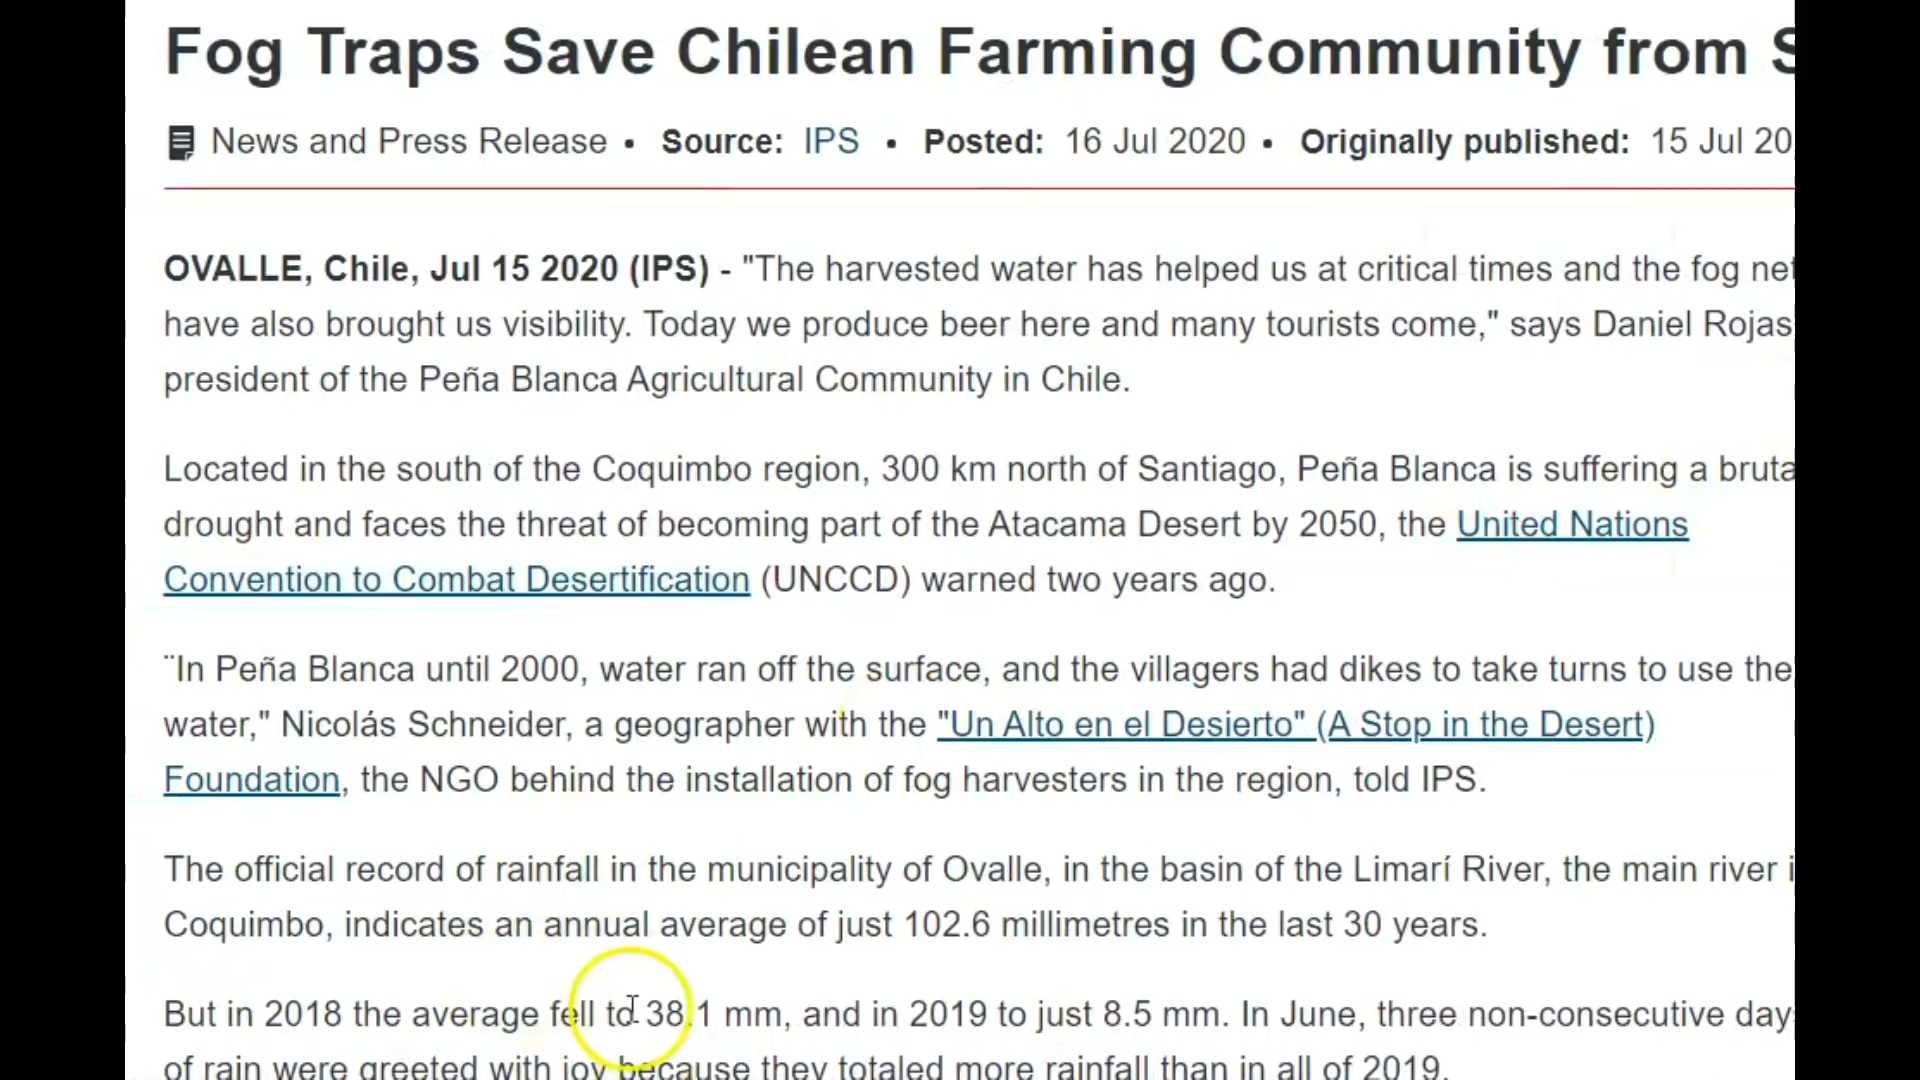 Fog Traps Save Chilean Farming Community from
News and Press Release • Source: IPS • Posted: 16 Jul 2020 • Originally published: 15 Jul 20
OVALLE, Chile, Jul 15 2020 (IPS) - "The harvested water has helped us at critical times and the fog net
have also brought us visibility. Today we produce beer here and many tourists come," says Daniel Rojas
president of the Peña Blanca Agricultural Community in Chile.
Located in the south of the Coquimbo region, 300 km north of Santiago, Peña Blanca is suffering a bruta
drought and faces the threat of becoming part of the Atacama Desert by 2050, the United Nations
Convention to Combat Desertification (UNCCD) warned two years ago.
¨In Peña Blanca until 2000, water ran off the surface, and the villagers had dikes to take turns to use the
water," Nicolás Schneider, a geographer with the "Un Alto en el Desierto" (A Stop in the Desert)
Foundation, the NGO behind the installation of fog harvesters in the region, told IPS.
The official record of rainfall in the municipality of Ovalle, in the basin of the Limarí River, the main river i
Coquimbo, indicates an annual average of just 102.6 millimetres in the last 30 years.
But in 2018 the average fell to 38.1 mm, and in 2019 to just 8.5 mm. In June, three non-consecutive day
of rain were greeted with joy because they totaled more rainfall than in all of 2019.